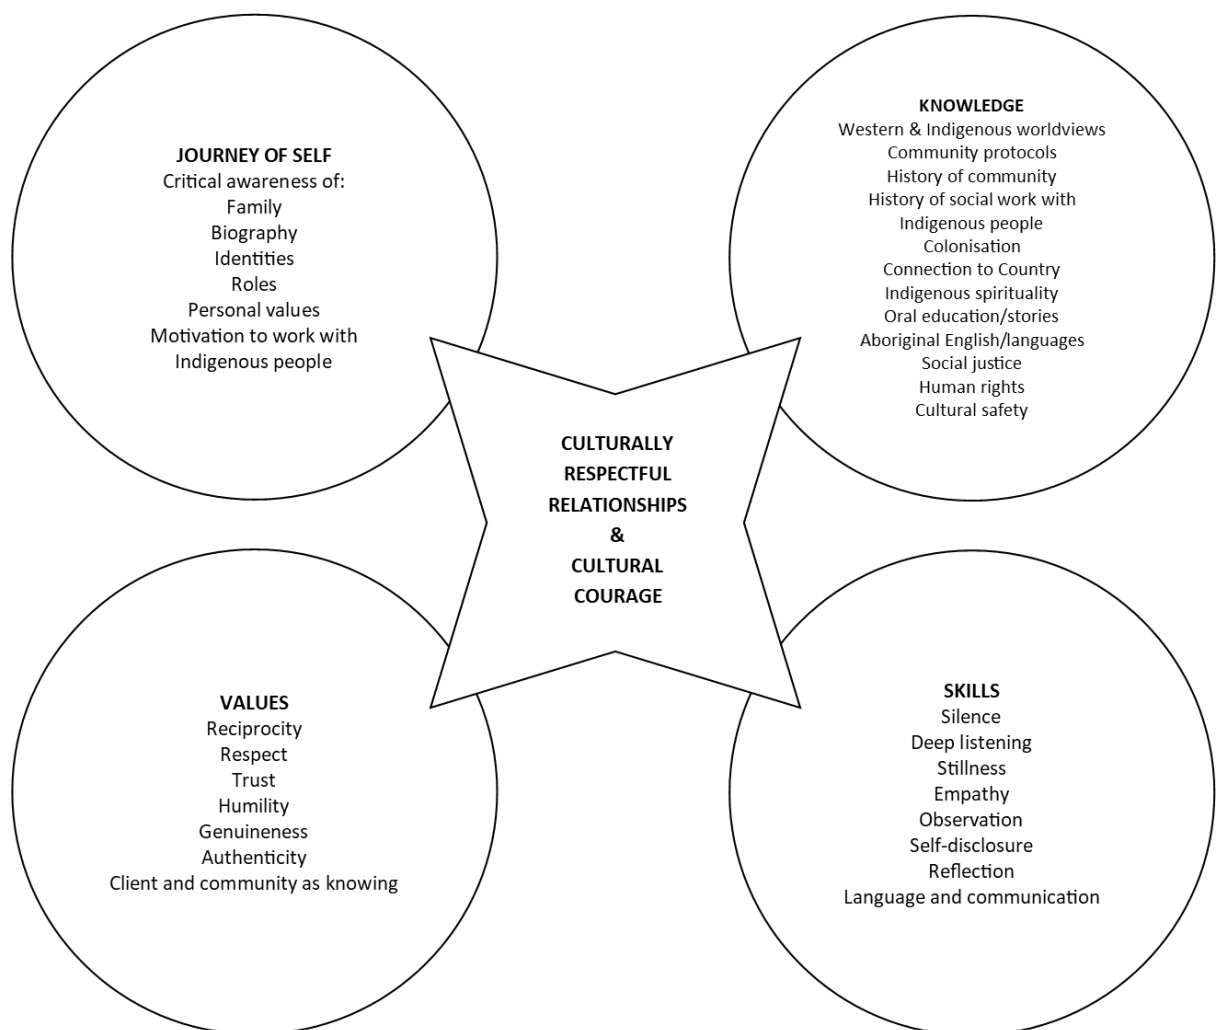 JOURNEY OF SELF
Critical awareness of:
Family
Biography
Identities
Roles
Personal values
Motivation to work with
Indigenous people
KNOWLEDGE
Western & Indigenous worldviews
Community protocols
History of community
History of social work with
Indigenous people
Colonisation
Connection to Country
Indigenous spirituality
Oral education/stories
Aboriginal English/languages
Social justice
Human rights
Cultural safety
CULTURALLY
RESPECTFUL
RELATIONSHIPS
&
CULTURAL
COURAGE
VALUES
Reciprocity
Respect
Trust
Humility
Genuineness
Authenticity
Client and community as knowing
SKILLS
Silence
Deep listening
Stillness
Empathy
Observation
Self-disclosure
Reflection
Language and communication